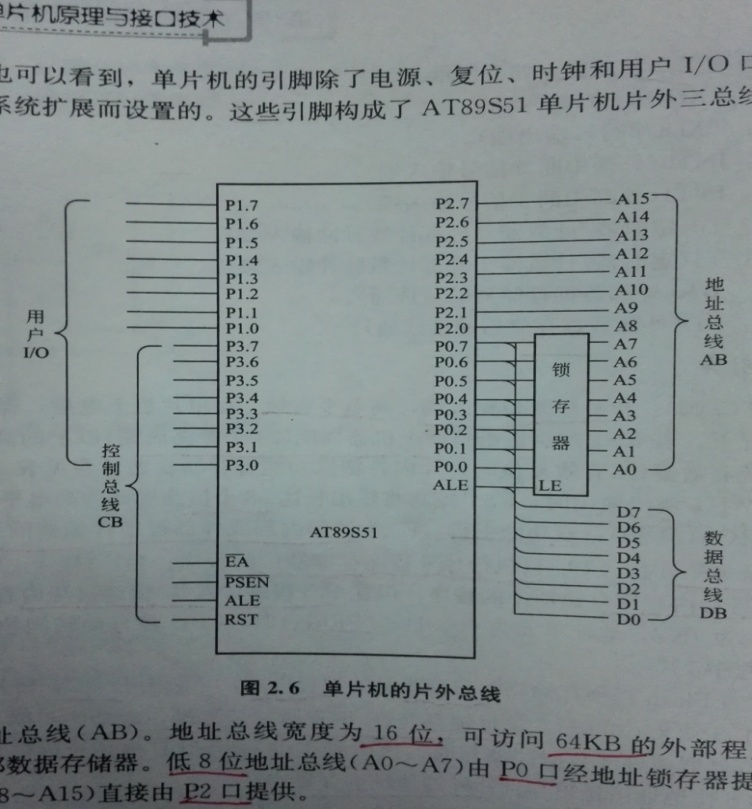 单片机原理与接口技术
也可以看到，单片机的引脚除了电源、复位、时钟和用户 I/O 口
系统扩展而设置的。这些引脚构成了 AT89S51 单片机片外三总线
P1.7 P2.7 A15
P1.6 P2.6 A14
P1.5 P2.5 A13
P1.4 P2.4 A12
P1.3 P2.3 A11
P1.2 P2.2 A10
P1.1 P2.1 A9
P1.0 P2.0 A8
P3.7 P0.7 A7
P3.6 P0.6 A6
P3.5 P0.5 A5
P3.4 P0.4 A4
P3.3 P0.3 A3
P3.2 P0.2 A2
P3.1 P0.1 A1
P3.0 P0.0 A0
ALE LE
用户 I/O
控制总线 CB
锁存器
地址总线 AB
AT89S51
EA
PSEN
ALE
RST
D7
D6
D5
D4
D3
D2
D1
D0
数据总线 DB
图 2.6 单片机的片外总线
址总线(AB)。地址总线宽度为 16 位，可访问 64KB 的外部程
部数据存储器。低 8 位地址总线(A0～A7)由 P0 口经地址锁存器提
8～A15)直接由 P2 口提供。